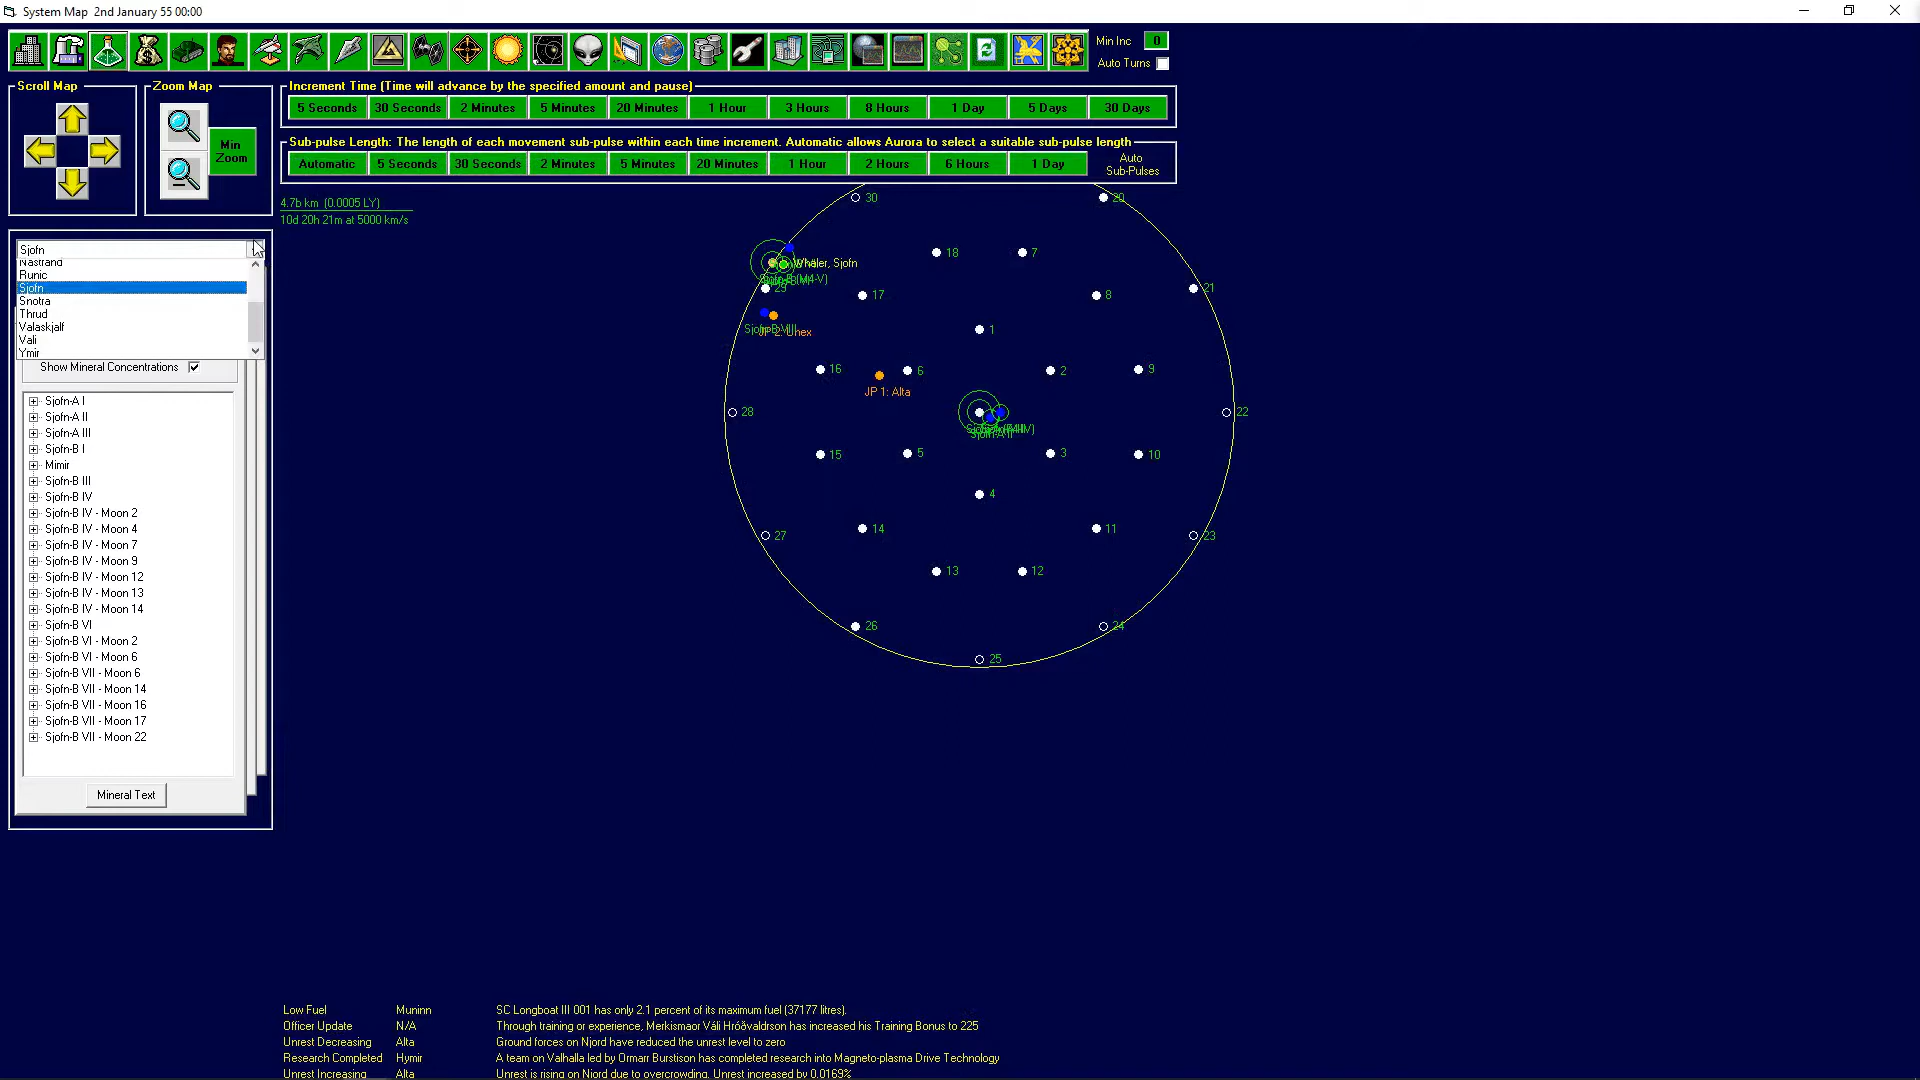 System Map 2nd January 55 00:00
Min Inc 0
Auto Turns
Scroll Map
Zoom Map
Min Zoom
Increment Time (Time will advance by the specified amount and pause)
5 Seconds 30 Seconds 2 Minutes 5 Minutes 20 Minutes 1 Hour 3 Hours 8 Hours 1 Day 5 Days 30 Days
Sub-pulse Length: The length of each movement sub-pulse within each time increment. Automatic allows Aurora to select a suitable sub-pulse length
Automatic 5 Seconds 30 Seconds 2 Minutes 5 Minutes 20 Minutes 1 Hour 2 Hours 6 Hours 1 Day
Auto Sub-Pulses
4.7b km (0.0005 LY)
10d 20h 21m at 5000 km/s
Sjofn
Nastrand
Runic
Sjofn
Snotra
Thrud
Valaskjalf
Vali
Ymir
Show Mineral Concentrations
Sjofn-A I
Sjofn-A II
Sjofn-A III
Sjofn-B I
Mimir
Sjofn-B III
Sjofn-B IV
Sjofn-B IV - Moon 2
Sjofn-B IV - Moon 4
Sjofn-B IV - Moon 7
Sjofn-B IV - Moon 9
Sjofn-B IV - Moon 12
Sjofn-B IV - Moon 13
Sjofn-B IV - Moon 14
Sjofn-B VI
Sjofn-B VI - Moon 2
Sjofn-B VI - Moon 6
Sjofn-B VII - Moon 6
Sjofn-B VII - Moon 14
Sjofn-B VII - Moon 16
Sjofn-B VII - Moon 17
Sjofn-B VII - Moon 22
Mineral Text
30 20
18 7
Whaler, Sjofn
29 17 8 21
1
JP 2: Unex
16 6 2 9
JP 1: Alta
28 22
15 5 3 10
4
27 14 11 23
13 12
26 24
25
Low Fuel Muninn SC Longboat III 001 has only 2.1 percent of its maximum fuel (37177 litres).
Officer Update N/A Through training or experience, Merkismaor Váli Hróðvaldrson has increased his Training Bonus to 225
Unrest Decreasing Alta Ground forces on Njord have reduced the unrest level to zero
Research Completed Hymir A team on Valhalla led by Ormarr Burstison has completed research into Magneto-plasma Drive Technology
Unrest Increasing Alta Unrest is rising on Njord due to overcrowding. Unrest increased by 0.0169%